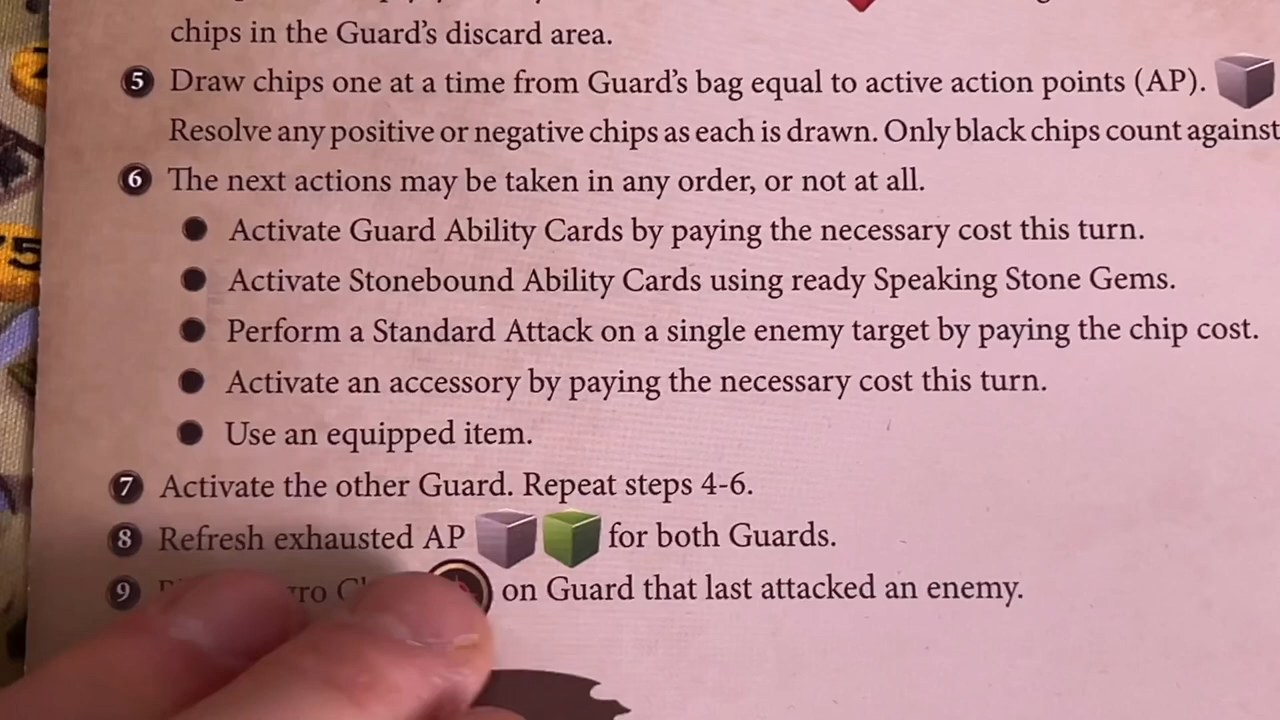 chips in the Guard's discard area.
5 Draw chips one at a time from Guard's bag equal to active action points (AP).
Resolve any positive or negative chips as each is drawn. Only black chips count against
6 The next actions may be taken in any order, or not at all.
● Activate Guard Ability Cards by paying the necessary cost this turn.
● Activate Stonebound Ability Cards using ready Speaking Stone Gems.
● Perform a Standard Attack on a single enemy target by paying the chip cost.
● Activate an accessory by paying the necessary cost this turn.
● Use an equipped item.
7 Activate the other Guard. Repeat steps 4-6.
8 Refresh exhausted AP for both Guards.
9 on Guard that last attacked an enemy.